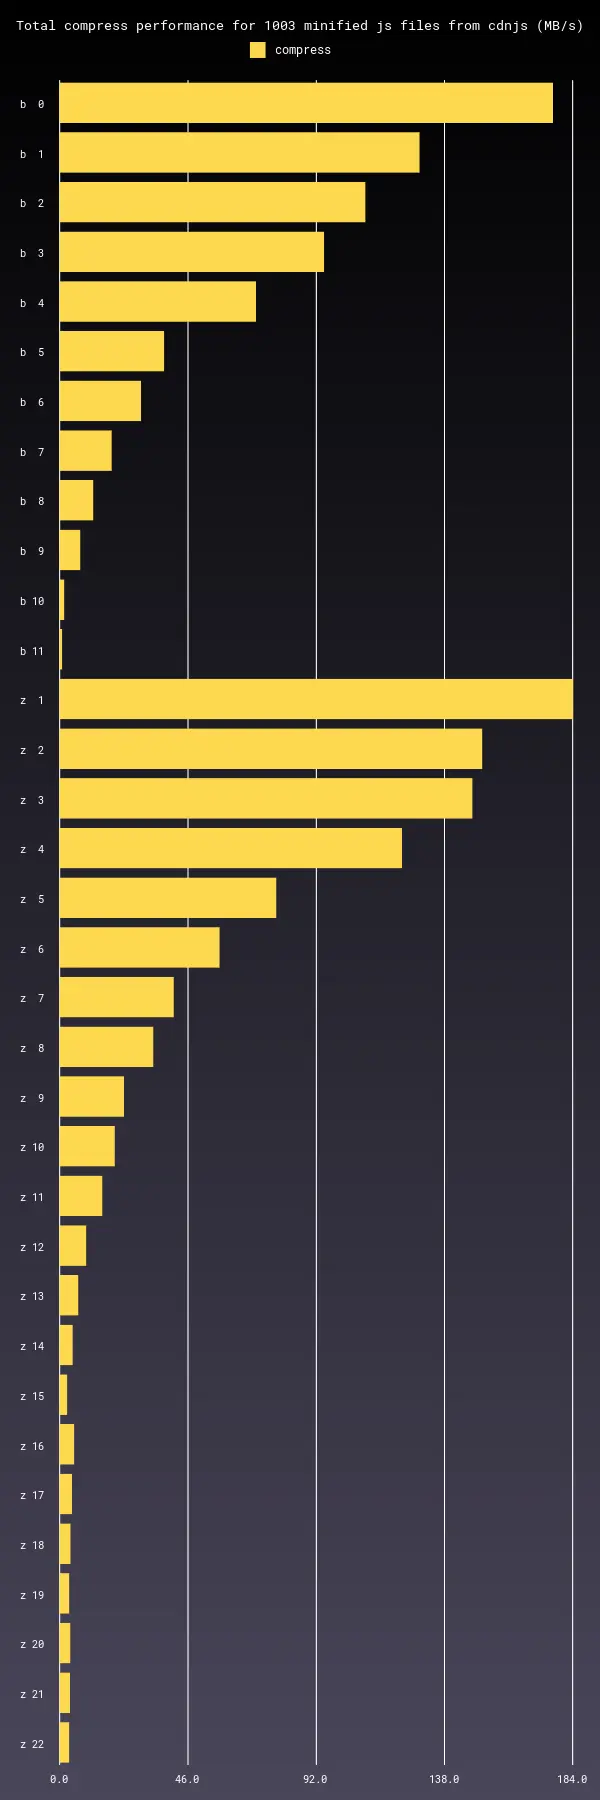 Total compress performance for 1003 minified js files from cdnjs (MB/s)
compress
b 0
b 1
b 2
b 3
b 4
b 5
b 6
b 7
b 8
b 9
b 10
b 11
z 1
z 2
z 3
z 4
z 5
z 6
z 7
z 8
z 9
z 10
z 11
z 12
z 13
z 14
z 15
z 16
z 17
z 18
z 19
z 20
z 21
z 22
0.0 46.0 92.0 138.0 184.0